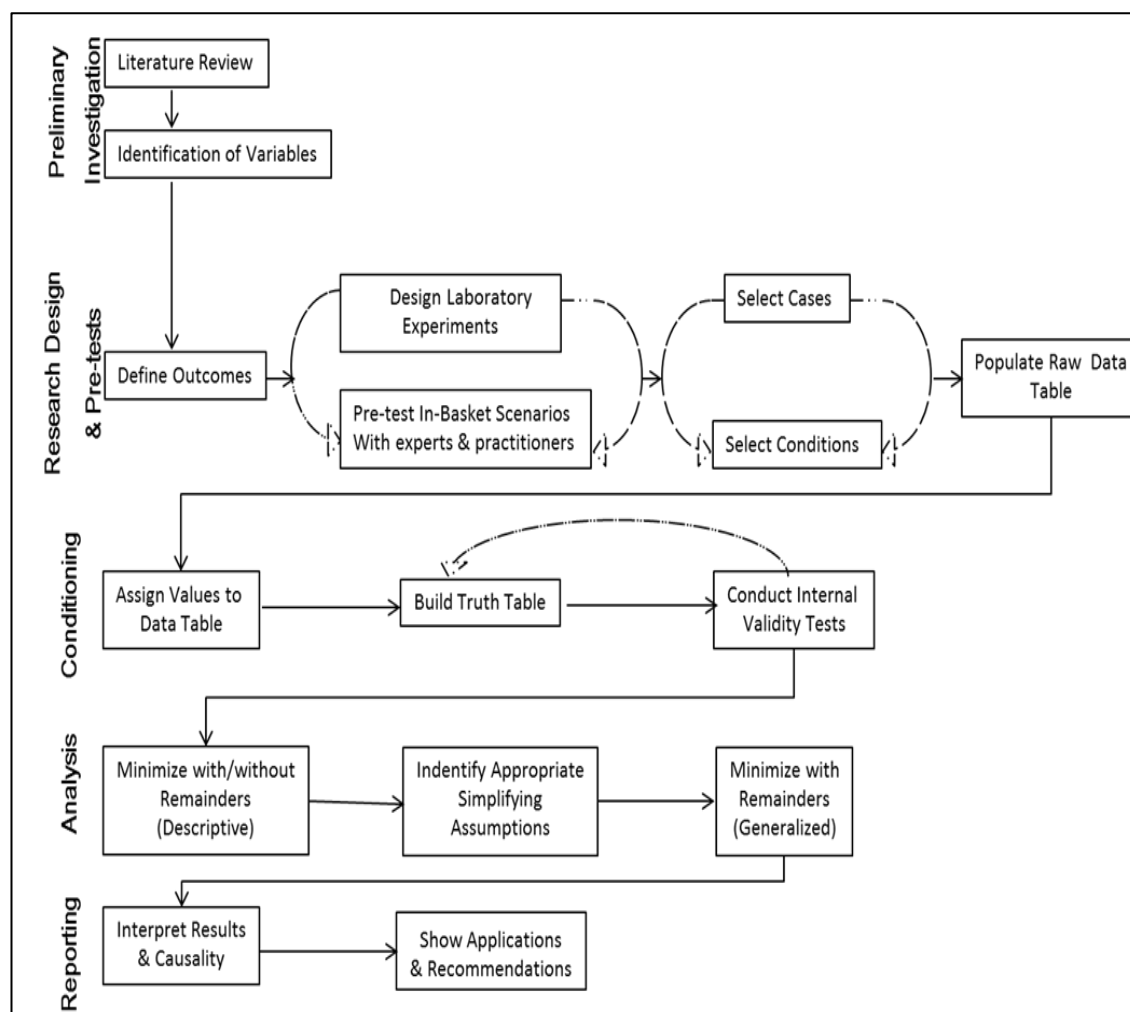 Preliminary
Investigation
Literature Review
Identification of Variables
Research Design
& Pre-tests
Define Outcomes
Design Laboratory
Experiments
Pre-test In-Basket Scenarios
With experts & practitioners
Select Cases
Select Conditions
Populate Raw Data
Table
Conditioning
Assign Values to
Data Table
Build Truth Table
Conduct Internal
Validity Tests
Analysis
Minimize with/without
Remainders
(Descriptive)
Indentify Appropriate
Simplifying
Assumptions
Minimize with
Remainders
(Generalized)
Reporting
Interpret Results
& Causality
Show Applications
& Recommendations